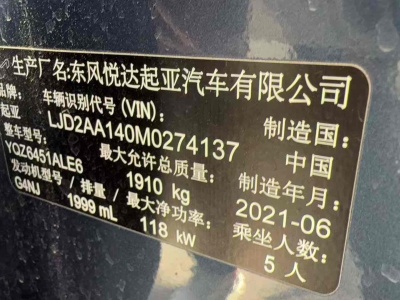 生产厂名:东风悦达起亚汽车有限公司
品牌: 车辆识别代号(VIN): 制造国:
起亚 LJD2AA140M0274137 中国
整车型号: 最大允许总质量: 制造年月:
YQZ6451ALE6 1910 kg 2021-06
发动机型号/排量/最大净功率: 乘坐人数:
G4NJ 1999 mL 118 kW 5 人